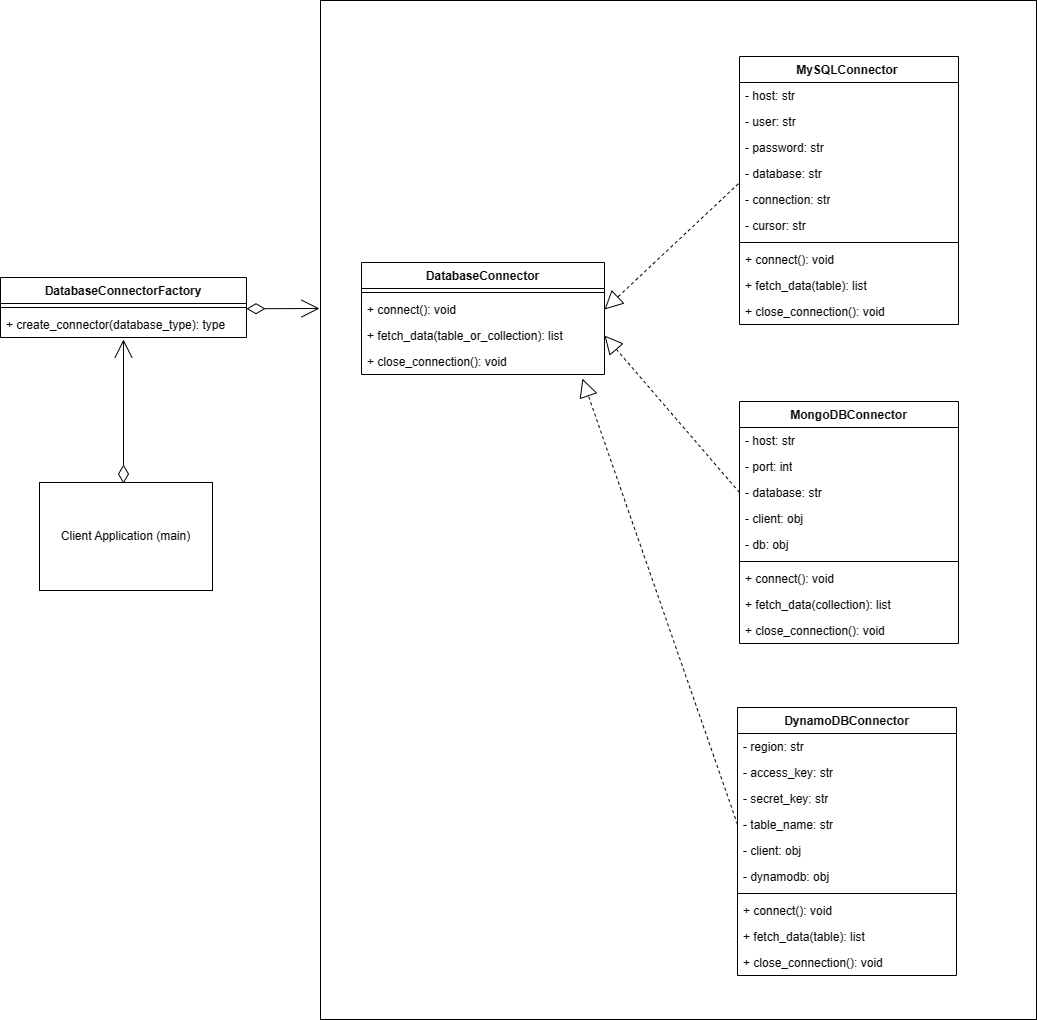 DatabaseConnectorFactory
+ create_connector(database_type): type
Client Application (main)
DatabaseConnector
+ connect(): void
+ fetch_data(table_or_collection): list
+ close_connection(): void
MySQLConnector
- host: str
- user: str
- password: str
- database: str
- connection: str
- cursor: str
+ connect(): void
+ fetch_data(table): list
+ close_connection(): void
MongoDBConnector
- host: str
- port: int
- database: str
- client: obj
- db: obj
+ connect(): void
+ fetch_data(collection): list
+ close_connection(): void
DynamoDBConnector
- region: str
- access_key: str
- secret_key: str
- table_name: str
- client: obj
- dynamodb: obj
+ connect(): void
+ fetch_data(table): list
+ close_connection(): void